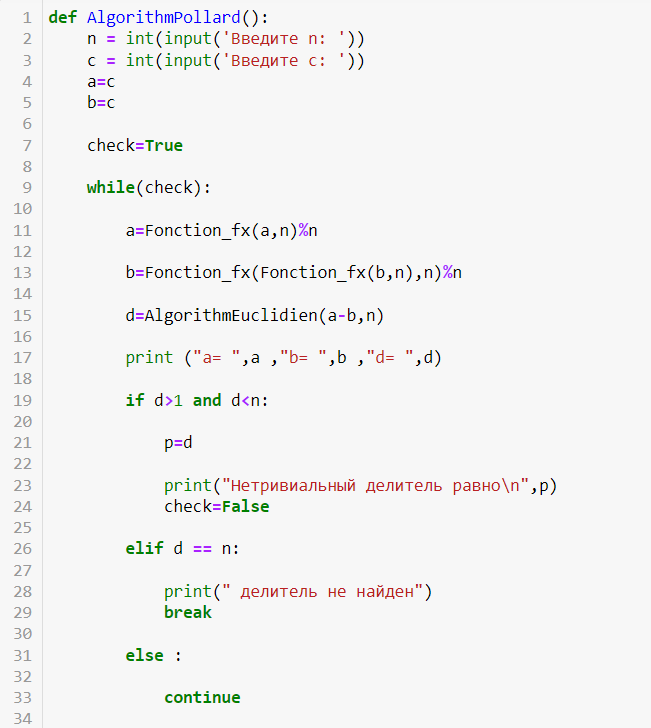 1 def AlgorithmPollard():
2     n = int(input('Введите n: '))
3     c = int(input('Введите c: '))
4     a=c
5     b=c
6
7     check=True
8
9     while(check):
10
11         a=Fonction_fx(a,n)%n
12
13         b=Fonction_fx(Fonction_fx(b,n),n)%n
14
15         d=AlgorithmEuclidien(a-b,n)
16
17         print ("a= ",a ,"b= ",b ,"d= ",d)
18
19         if d>1 and d<n:
20
21             p=d
22
23             print("Нетривиальный делитель равно\n",p)
24             check=False
25
26         elif d == n:
27
28             print(" делитель не найден")
29             break
30
31         else :
32
33             continue
34